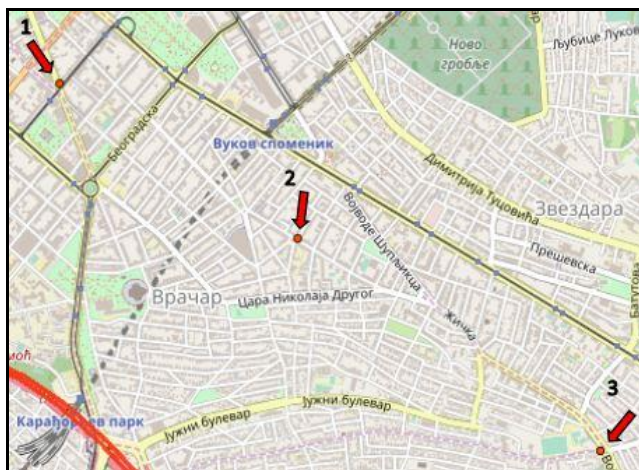 1
Ново
гробље
Љубице Луков
Београдска
Вуков споменик
Димитрија Туцовића
2
Звездара
Војводе Шупљикца
Прешевска
Врачар
Цара Николаја Другог
Жичка
Батутова
3
Јужни булевар
Јужни булевар
Карађорђев парк